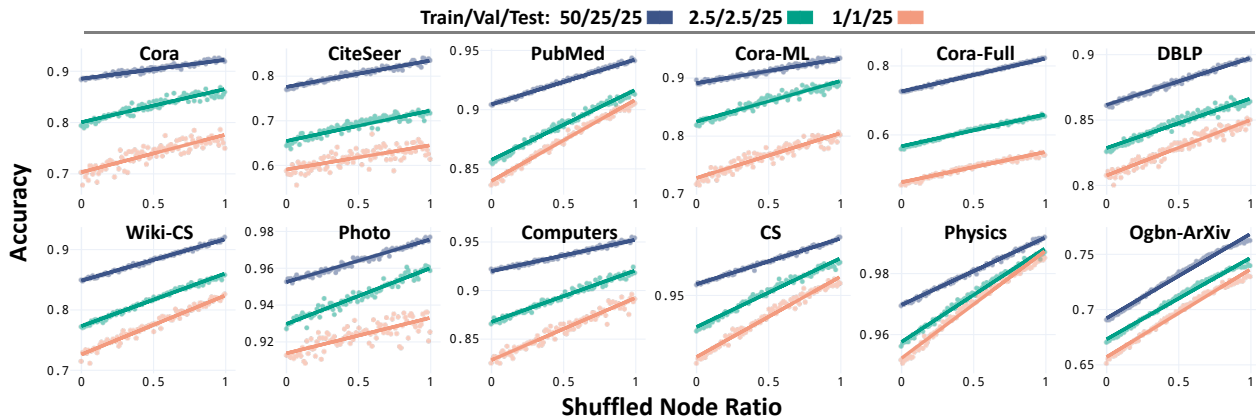 Train/Val/Test: 50/25/25 2.5/2.5/25 1/1/25
Cora CiteSeer PubMed Cora-ML Cora-Full DBLP
0.9 0.8 0.7
0 0.5 1
0.8 0.7 0.6
0 0.5 1
0.95 0.9 0.85
0 0.5 1
0.9 0.8 0.7
0 0.5 1
0.8 0.6
0 0.5 1
0.9 0.85 0.8
0 0.5 1
Accuracy
Wiki-CS Photo Computers CS Physics Ogbn-ArXiv
0.9 0.8 0.7
0 0.5 1
0.98 0.96 0.94 0.92
0 0.5 1
0.95 0.9 0.85
0 0.5 1
0.95
0 0.5 1
0.98 0.96
0 0.5 1
0.75 0.7 0.65
0 0.5 1
Shuffled Node Ratio